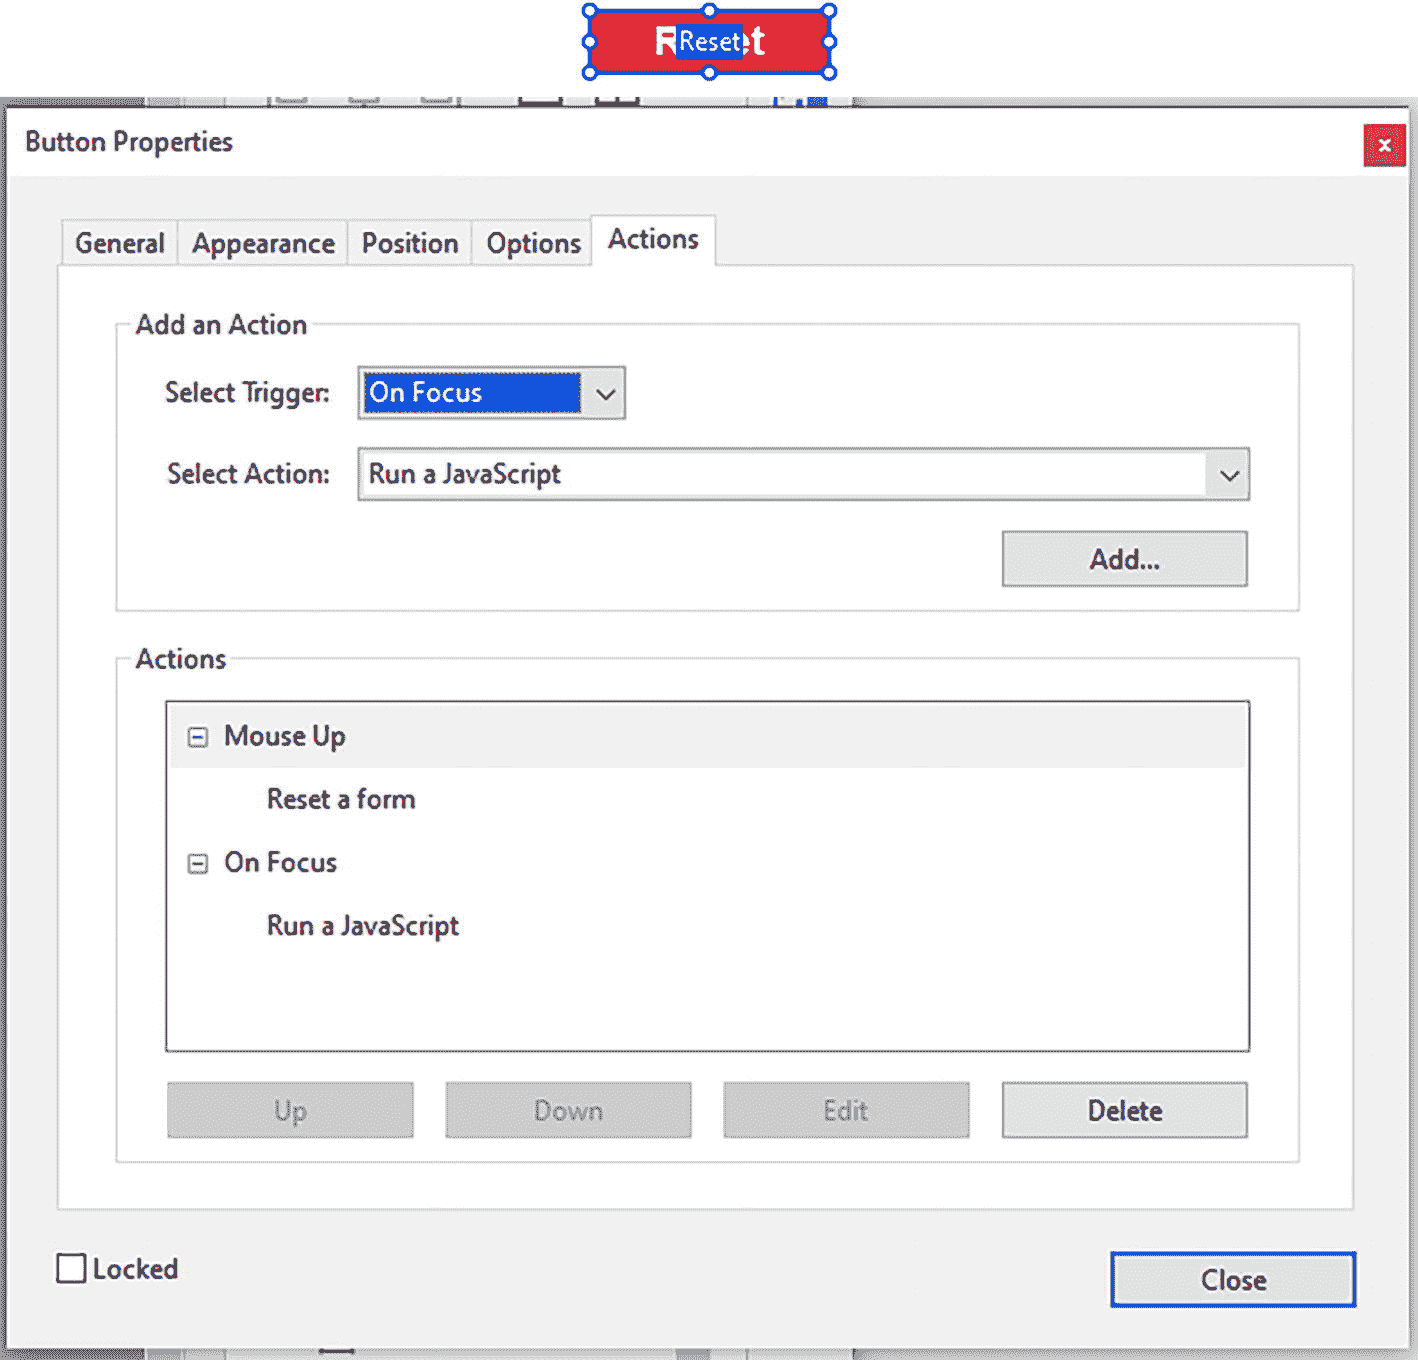 Reset
Button Properties
General Appearance Position Options Actions
Add an Action
Select Trigger: On Focus
Select Action: Run a JavaScript
Add...
Actions
Mouse Up
Reset a form
On Focus
Run a JavaScript
Up Down Edit Delete
Locked
Close